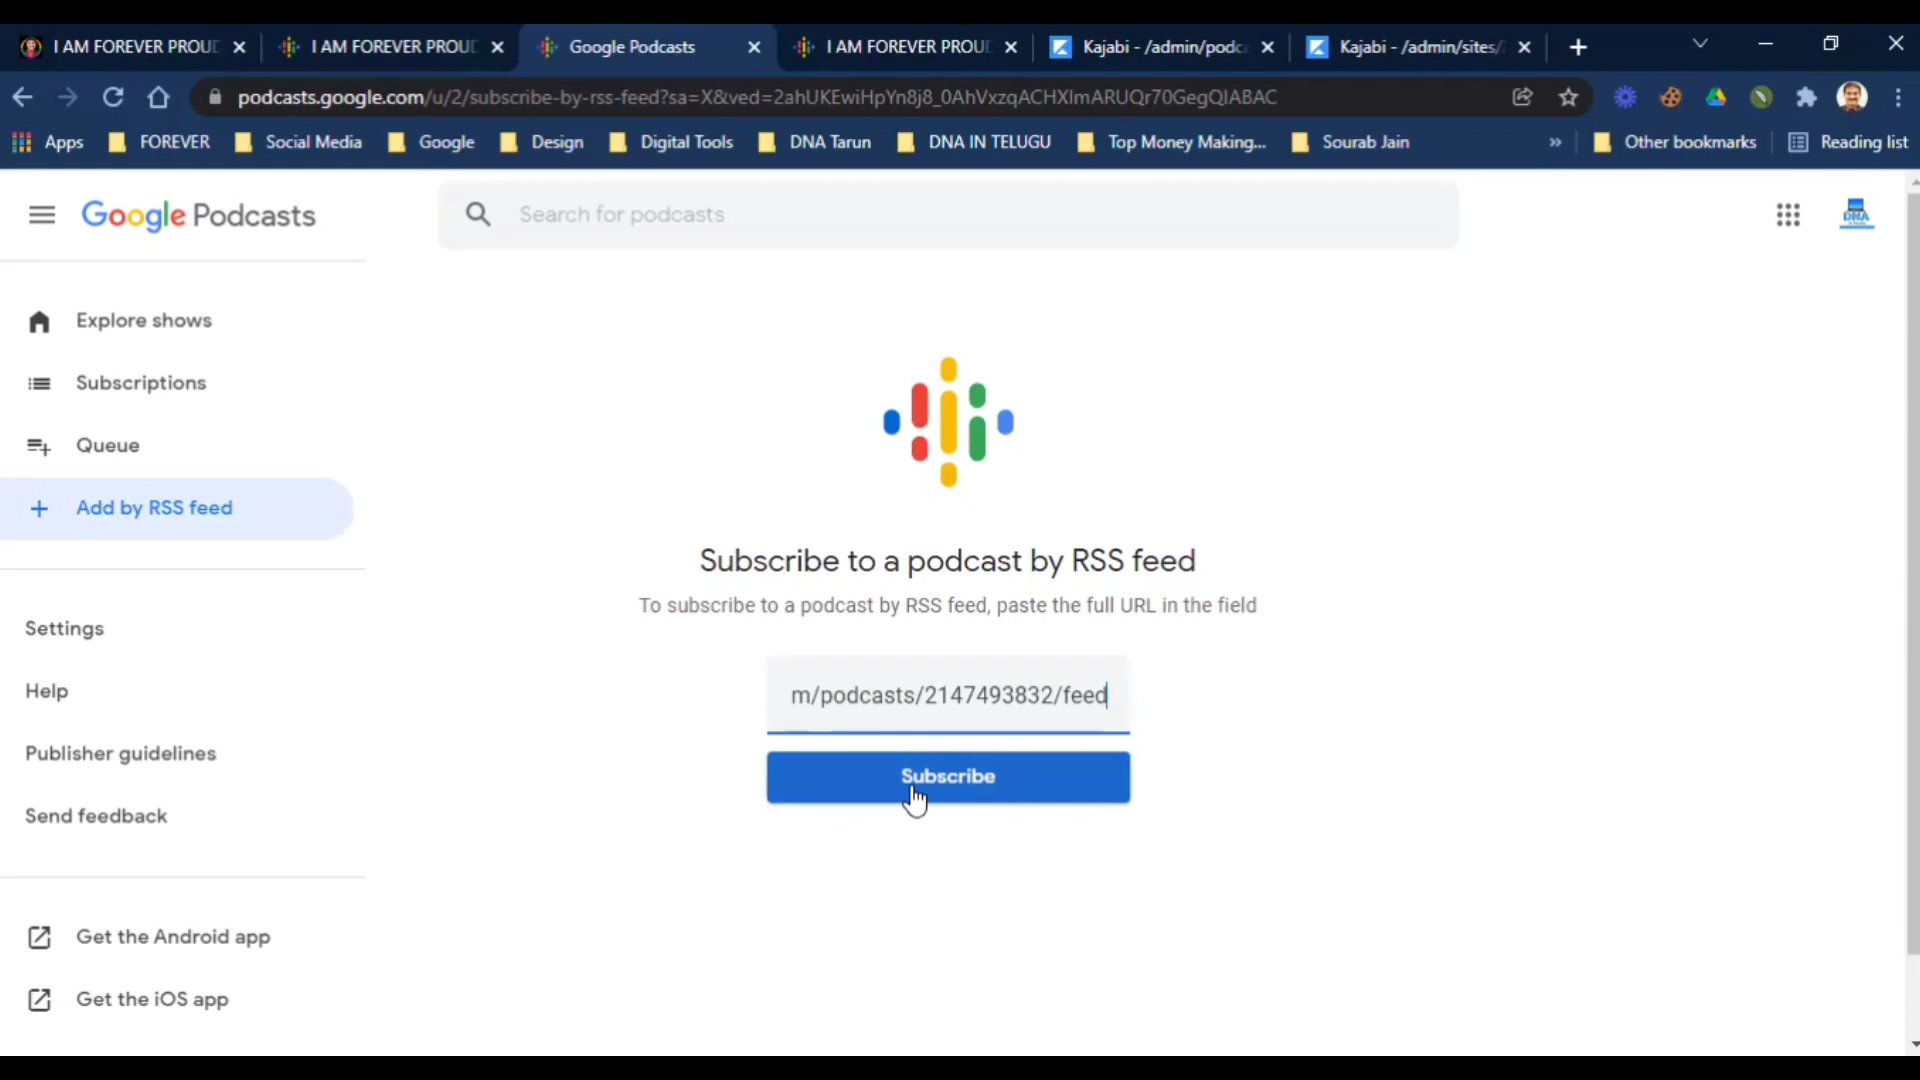 I AM FOREVER PROUD
I AM FOREVER PROUD
Google Podcasts
I AM FOREVER PROUD
Kajabi - /admin/podca
Kajabi - /admin/sites/
podcasts.google.com/u/2/subscribe-by-rss-feed?sa=X&ved=2ahUKEwiHpYn8j8_0AhVxzqACHXImARUQr70GegQIABAC
Apps
FOREVER
Social Media
Google
Design
Digital Tools
DNA Tarun
DNA IN TELUGU
Top Money Making...
Sourab Jain
»
Other bookmarks
Reading list
Google Podcasts
Search for podcasts
DNA
Explore shows
Subscriptions
Queue
Add by RSS feed
Settings
Help
Publisher guidelines
Send feedback
Get the Android app
Get the iOS app
Subscribe to a podcast by RSS feed
To subscribe to a podcast by RSS feed, paste the full URL in the field
m/podcasts/2147493832/feed
Subscribe